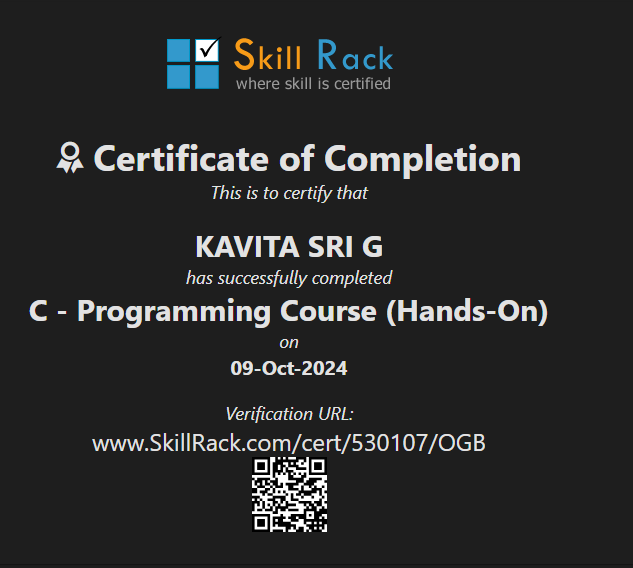 Skill Rack
where skill is certified
Certificate of Completion
This is to certify that
KAVITA SRI G
has successfully completed
C - Programming Course (Hands-On)
on
09-Oct-2024
Verification URL:
www.SkillRack.com/cert/530107/OGB